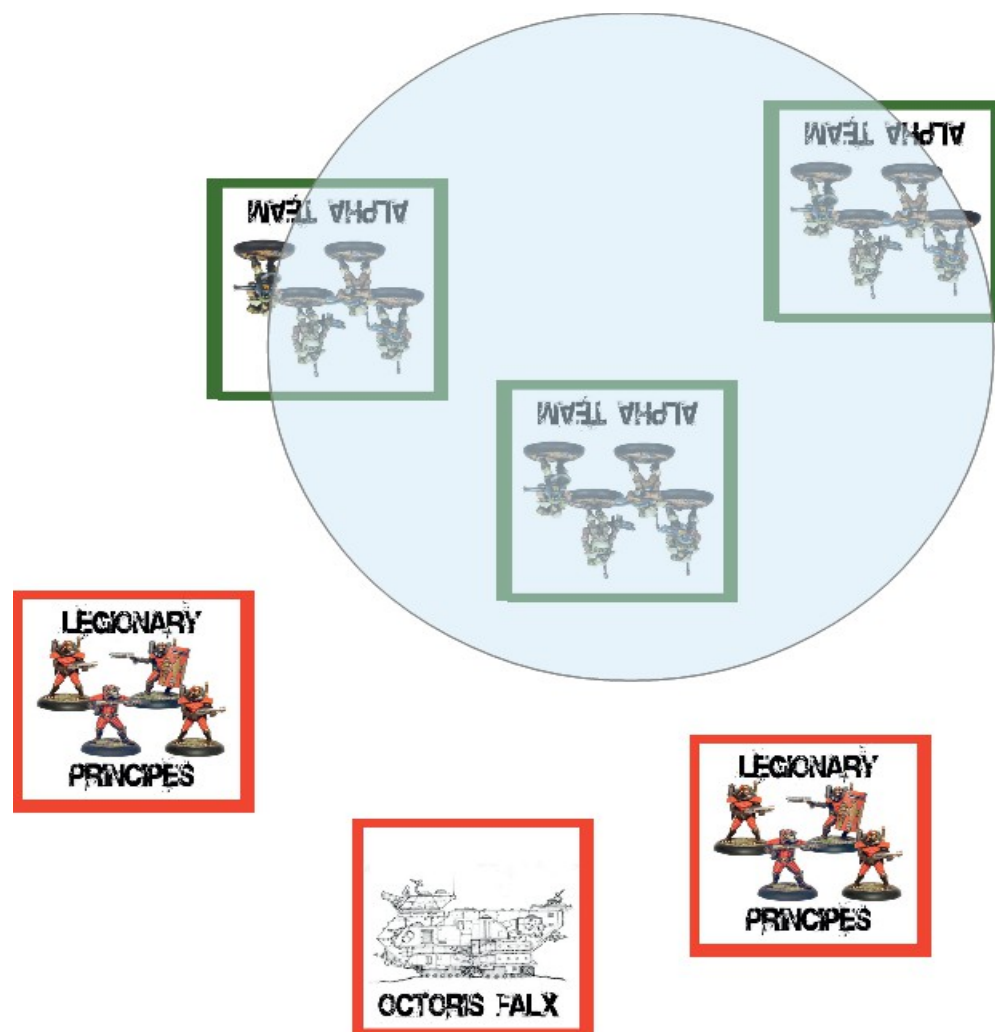 ALPHA TEAM
ALPHA TEAM
ALPHA TEAM
LEGIONARY
PRINCIPES
LEGIONARY
PRINCIPES
OCTORIS FALX